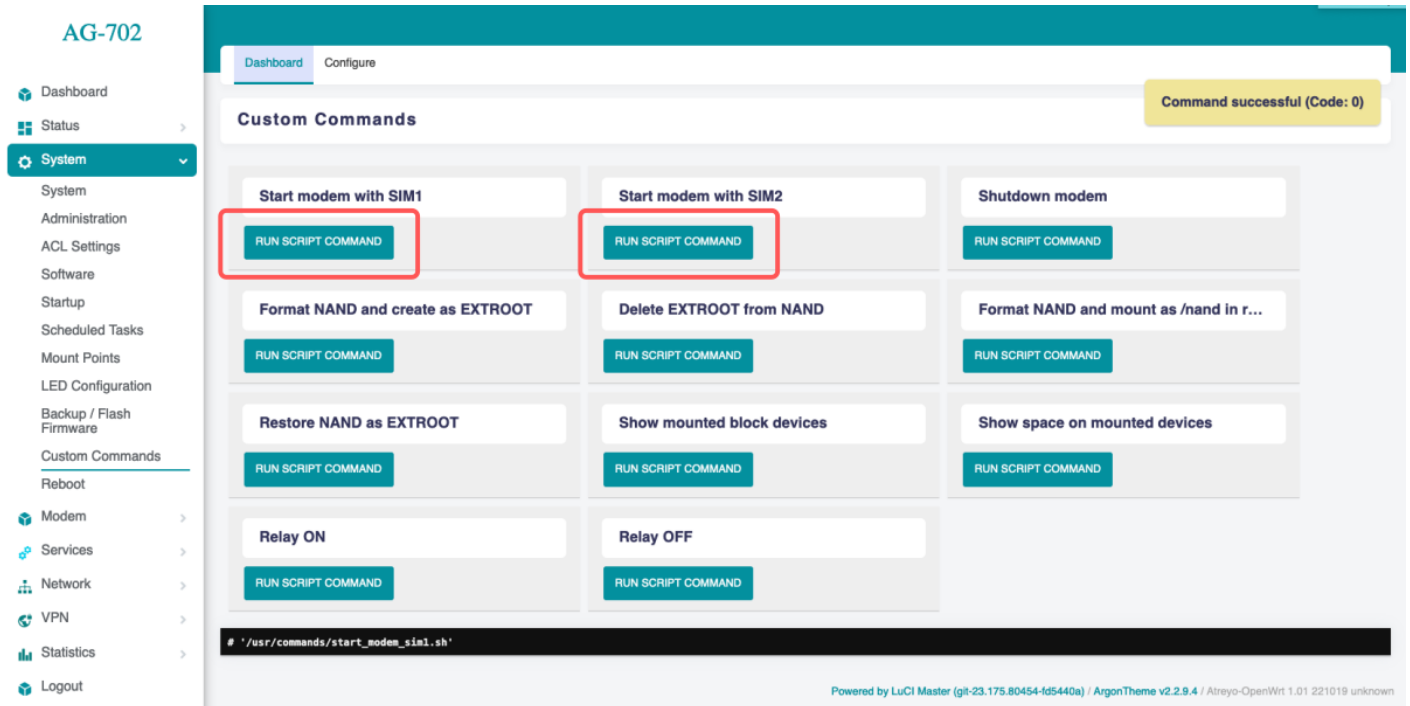 AG-702
Dashboard
Status
System
System
Administration
ACL Settings
Software
Startup
Scheduled Tasks
Mount Points
LED Configuration
Backup / Flash
Firmware
Custom Commands
Reboot
Modem
Services
Network
VPN
Statistics
Logout
Dashboard Configure
Command successful (Code: 0)
Custom Commands
Start modem with SIM1
RUN SCRIPT COMMAND
Start modem with SIM2
RUN SCRIPT COMMAND
Shutdown modem
RUN SCRIPT COMMAND
Format NAND and create as EXTROOT
RUN SCRIPT COMMAND
Delete EXTROOT from NAND
RUN SCRIPT COMMAND
Format NAND and mount as /nand in r...
RUN SCRIPT COMMAND
Restore NAND as EXTROOT
RUN SCRIPT COMMAND
Show mounted block devices
RUN SCRIPT COMMAND
Show space on mounted devices
RUN SCRIPT COMMAND
Relay ON
RUN SCRIPT COMMAND
Relay OFF
RUN SCRIPT COMMAND
# '/usr/commands/start_modem_sim1.sh'
Powered by LuCI Master (git-23.175.80454-fd5440a) / ArgonTheme v2.2.9.4 / Atreyo-OpenWrt 1.01 221019 unknown